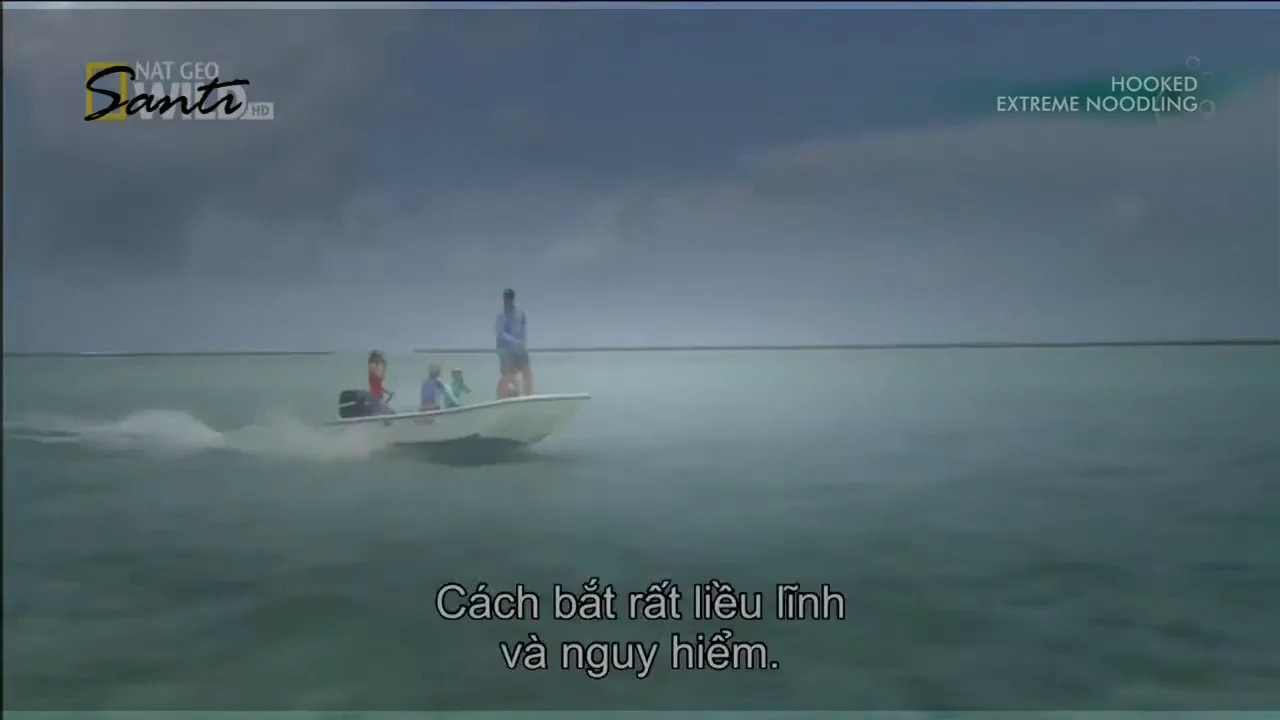 NAT GEO
WILD HD
Santi
HOOKED
EXTREME NOODLING
Cách bắt rất liều lĩnh
và nguy hiểm.